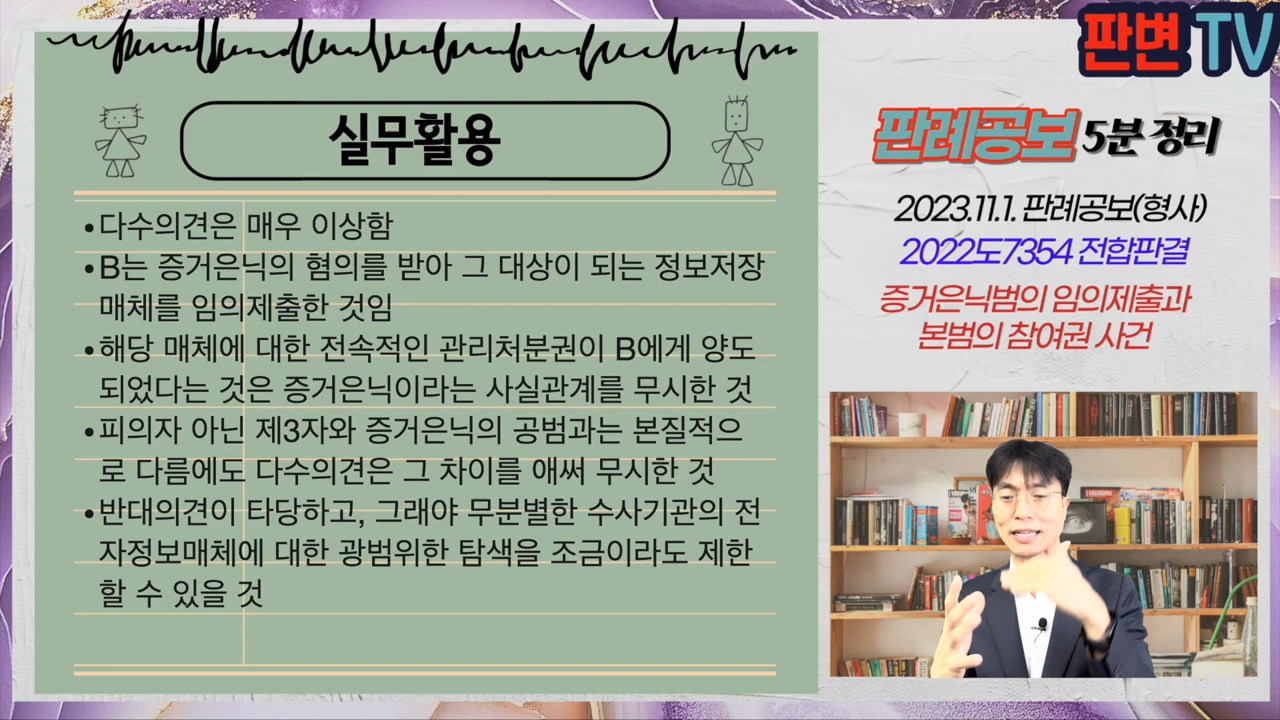 판변 TV
실무활용
•다수의견은 매우 이상함
•B는 증거은닉의 혐의를 받아 그 대상이 되는 정보저장
매체를 임의제출한 것임
•해당 매체에 대한 전속적인 관리처분권이 B에게 양도
되었다는 것은 증거은닉이라는 사실관계를 무시한 것
•피의자 아닌 제3자와 증거은닉의 공범과는 본질적으
로 다름에도 다수의견은 그 차이를 애써 무시한 것
•반대의견이 타당하고, 그래야 무분별한 수사기관의 전
자정보매체에 대한 광범위한 탐색을 조금이라도 제한
할 수 있을 것
판례공보 5분 정리
2023.11.1. 판례공보(형사)
2022도7354 전합판결
증거은닉범의 임의제출과
본범의 참여권 사건